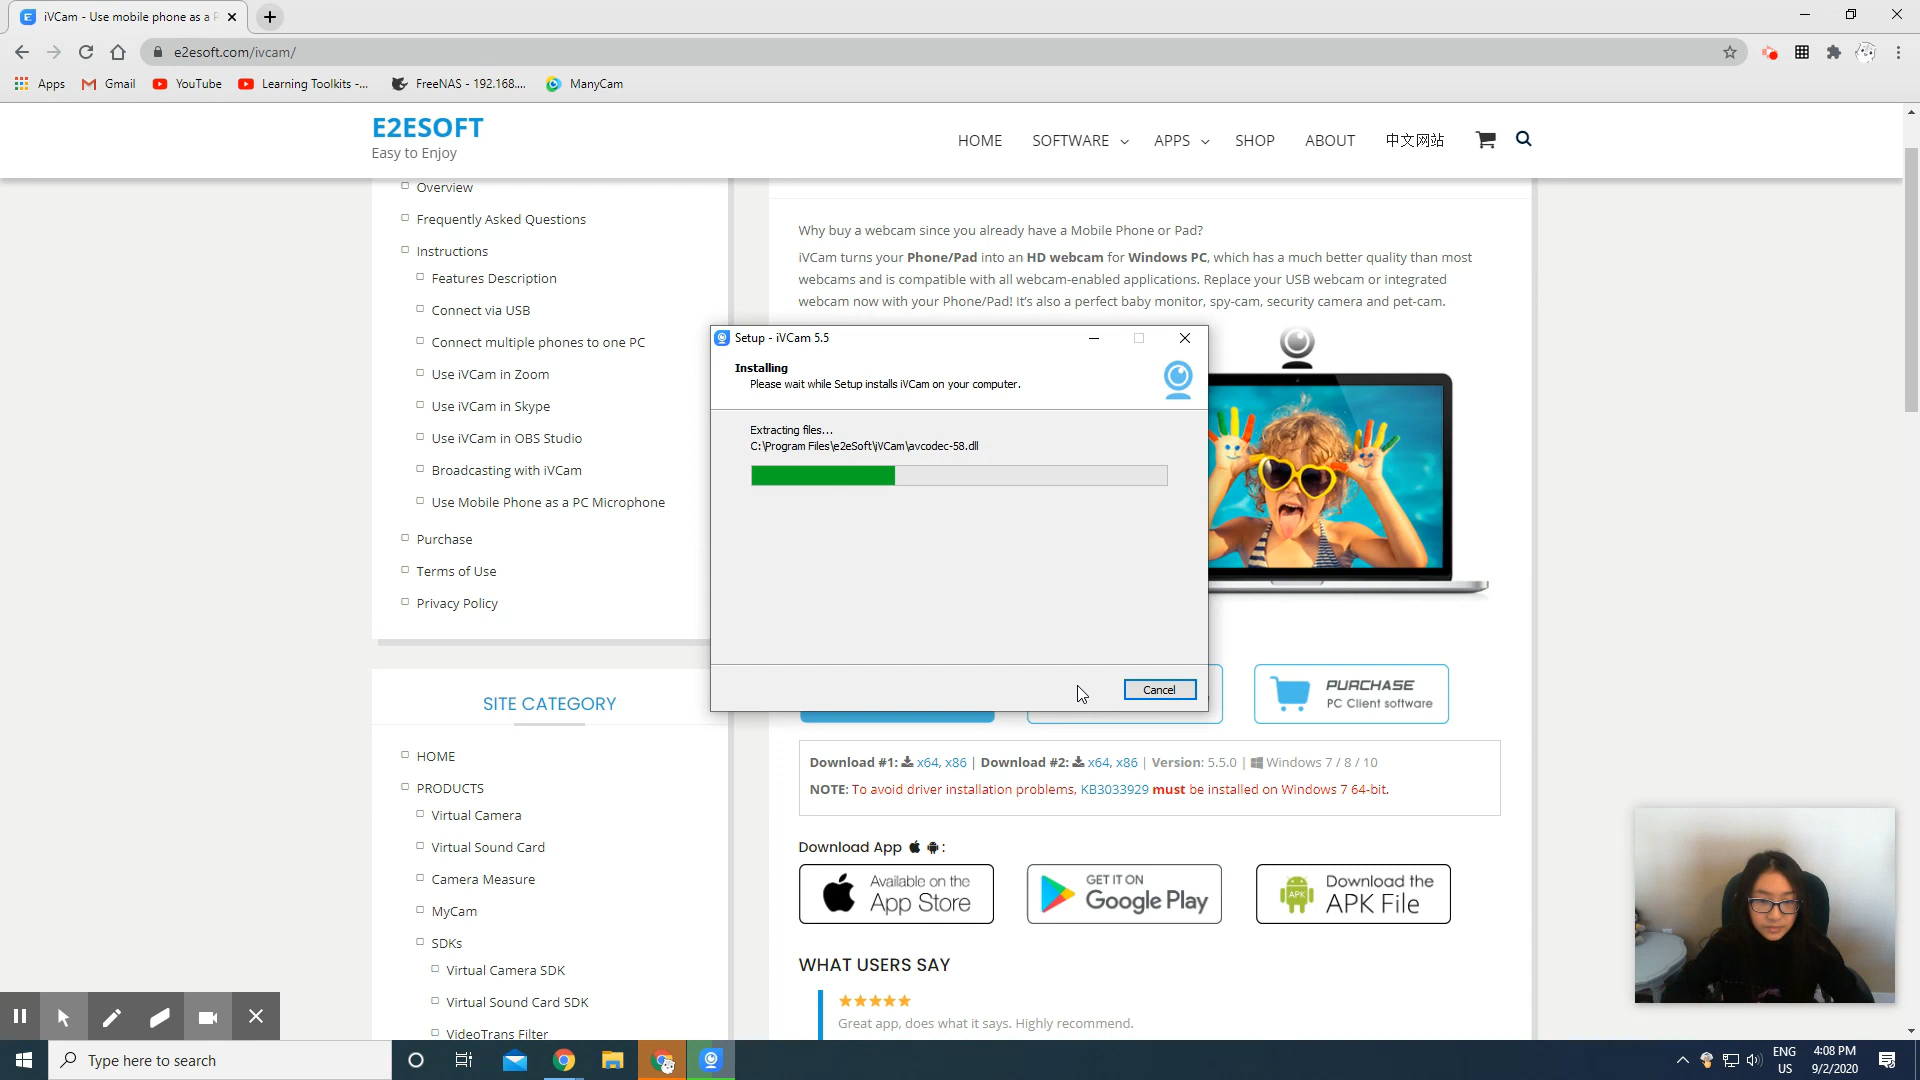 iVCam - Use mobile phone as a P
e2esoft.com/ivcam/
Apps
Gmail
YouTube
Learning Toolkits -...
FreeNAS - 192.168....
ManyCam
E2ESOFT
Easy to Enjoy
HOME
SOFTWARE
APPS
SHOP
ABOUT
中文网站
Overview
Frequently Asked Questions
Instructions
Features Description
Connect via USB
Connect multiple phones to one PC
Use iVCam in Zoom
Use iVCam in Skype
Use iVCam in OBS Studio
Broadcasting with iVCam
Use Mobile Phone as a PC Microphone
Purchase
Terms of Use
Privacy Policy
SITE CATEGORY
HOME
PRODUCTS
Virtual Camera
Virtual Sound Card
Camera Measure
MyCam
SDKs
Virtual Camera SDK
Virtual Sound Card SDK
VideoTrans Filter
Why buy a webcam since you already have a Mobile Phone or Pad?
iVCam turns your Phone/Pad into an HD webcam for Windows PC, which has a much better quality than most
webcams and is compatible with all webcam-enabled applications. Replace your USB webcam or integrated
webcam now with your Phone/Pad! It's also a perfect baby monitor, spy-cam, security camera and pet-cam.
Setup - iVCam 5.5
Installing
Please wait while Setup installs iVCam on your computer.
Extracting files...
C:\Program Files\e2eSoft\iVCam\avcodec-58.dll
Cancel
PURCHASE
PC Client software
Download #1: x64, x86 | Download #2: x64, x86 | Version: 5.5.0 | Windows 7 / 8 / 10
NOTE: To avoid driver installation problems, KB3033929 must be installed on Windows 7 64-bit.
Download App :
Available on the
App Store
GET IT ON
Google Play
APK
Download the
APK File
WHAT USERS SAY
Great app, does what it says. Highly recommend.
Type here to search
ENG
US
4:08 PM
9/2/2020